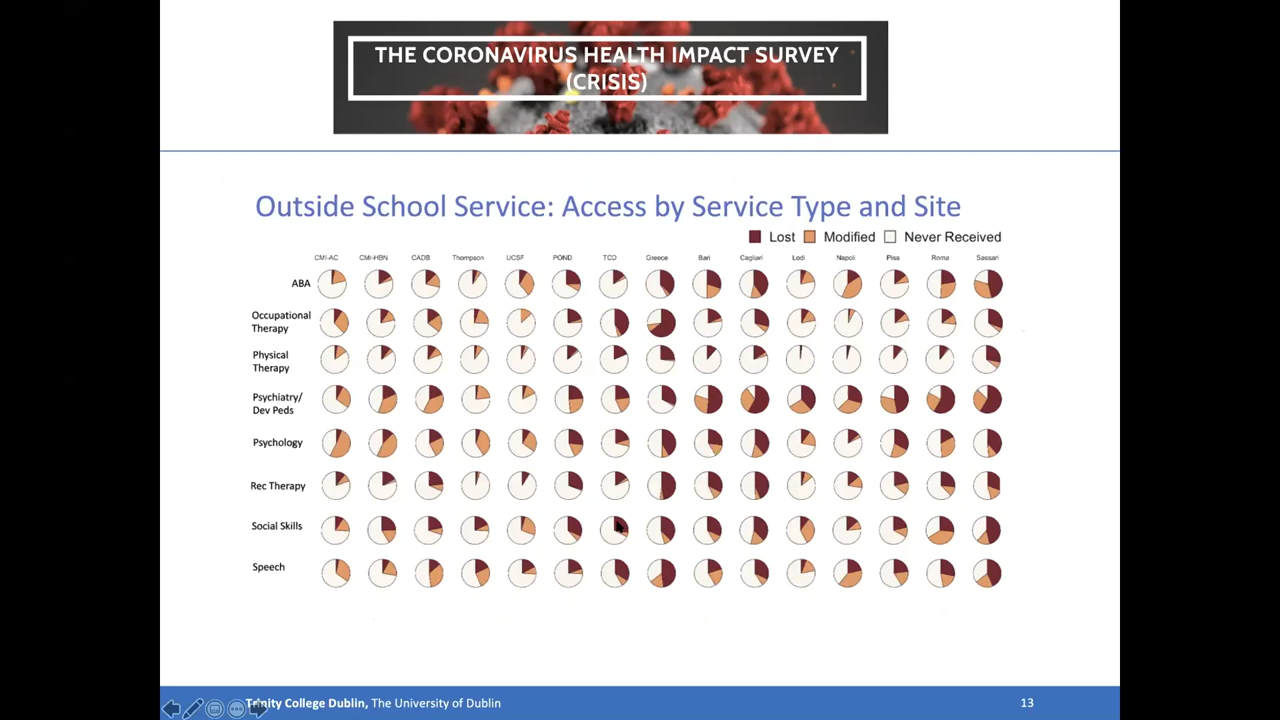 THE CORONAVIRUS HEALTH IMPACT SURVEY
(CRISIS)
Outside School Service: Access by Service Type and Site
Lost Modified Never Received
CMI-AC CMI-HBN CADB Thompson UCSF POND TCD Greece Bari Cagliari Lodi Napoli Pisa Roma Sassari
ABA
Occupational
Therapy
Physical
Therapy
Psychiatry/
Dev Peds
Psychology
Rec Therapy
Social Skills
Speech
Trinity College Dublin, The University of Dublin
13